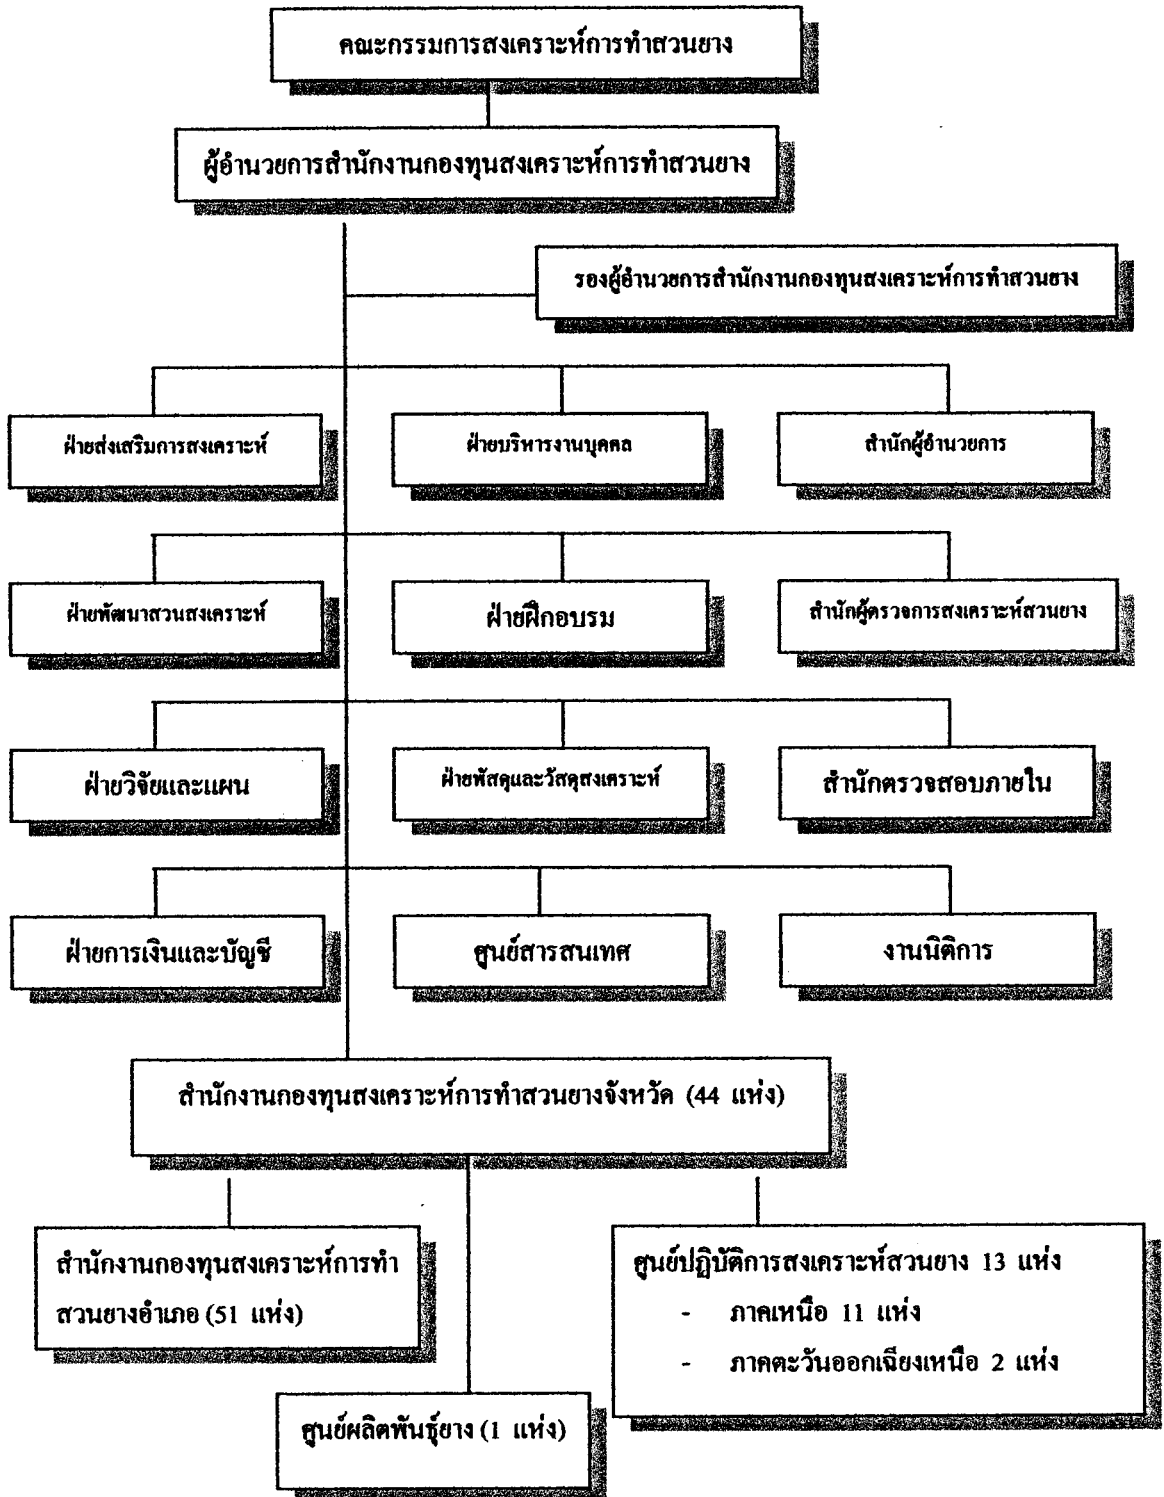 คณะกรรมการสงเคราะห์การทำสวนยาง
ผู้อำนวยการสำนักงานกองทุนสงเคราะห์การทำสวนยาง
รองผู้อำนวยการสำนักงานกองทุนสงเคราะห์การทำสวนยาง
ฝ่ายส่งเสริมการสงเคราะห์
ฝ่ายบริหารงานบุคคล
สำนักผู้อำนวยการ
ฝ่ายพัฒนาสวนสงเคราะห์
ฝ่ายฝึกอบรม
สำนักผู้ตรวจการสงเคราะห์สวนยาง
ฝ่ายวิจัยและแผน
ฝ่ายพัสดุและวัสดุสงเคราะห์
สำนักตรวจสอบภายใน
ฝ่ายการเงินและบัญชี
ศูนย์สารสนเทศ
งานนิติการ
สำนักงานกองทุนสงเคราะห์การทำสวนยางจังหวัด (44 แห่ง)
สำนักงานกองทุนสงเคราะห์การทำ
สวนยางอำเภอ (51 แห่ง)
ศูนย์ปฏิบัติการสงเคราะห์สวนยาง 13 แห่ง
- ภาคเหนือ 11 แห่ง
- ภาคตะวันออกเฉียงเหนือ 2 แห่ง
ศูนย์ผลิตพันธุ์ยาง (1 แห่ง)